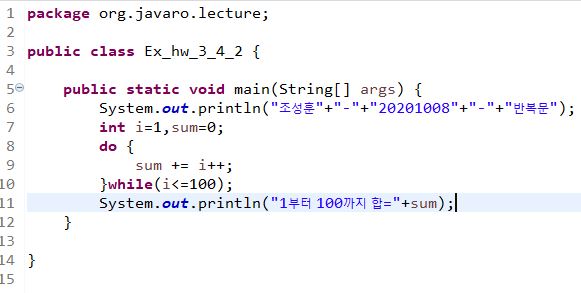 1 package org.javaro.lecture;
2
3 public class Ex_hw_3_4_2 {
4
5 public static void main(String[] args) {
6 System.out.println("조성훈"+"-"+"20201008"+"-"+"반복문");
7 int i=1,sum=0;
8 do {
9 sum += i++;
10 }while(i<=100);
11 System.out.println("1부터 100까지 합="+sum);
12 }
13
14 }
15